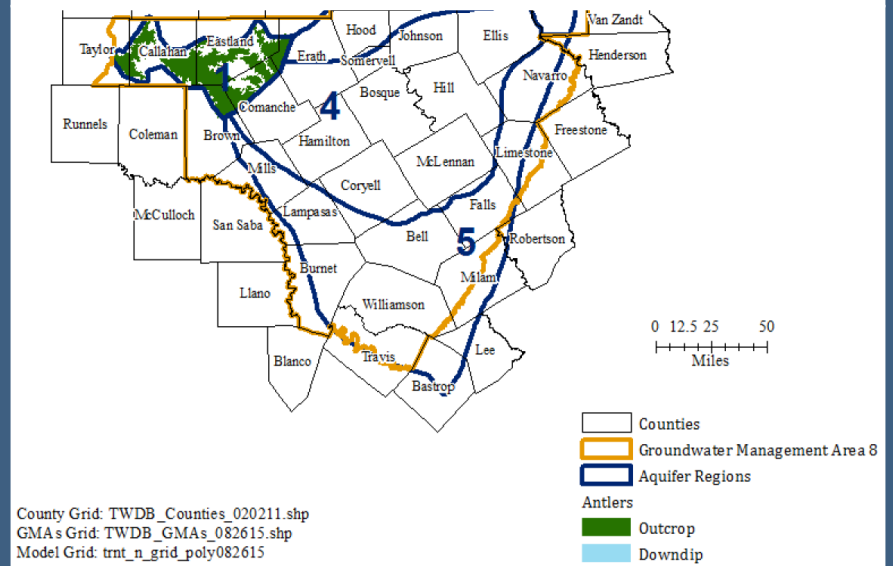 Hood
Johnson
Ellis
Van Zandt
Taylor
Callahan
Eastland
Erath
Somervell
Henderson
Navarro
1
Bosque
Hill
Comanche
4
Runnels
Coleman
Brown
Hamilton
Freestone
Limestone
McLennan
Mills
Coryell
McCulloch
San Saba
Lampasas
Falls
Bell
5
Robertson
Burnet
Milam
Llano
Williamson
0 12.5 25 50
Miles
Blanco
Travis
Lee
Bastrop
Counties
Groundwater Management Area 8
Aquifer Regions
Antlers
Outcrop
Downdip
County Grid: TWDB_Counties_020211.shp
GMAs Grid: TWDB_GMAs_082615.shp
Model Grid: trnt_n_grid_poly082615